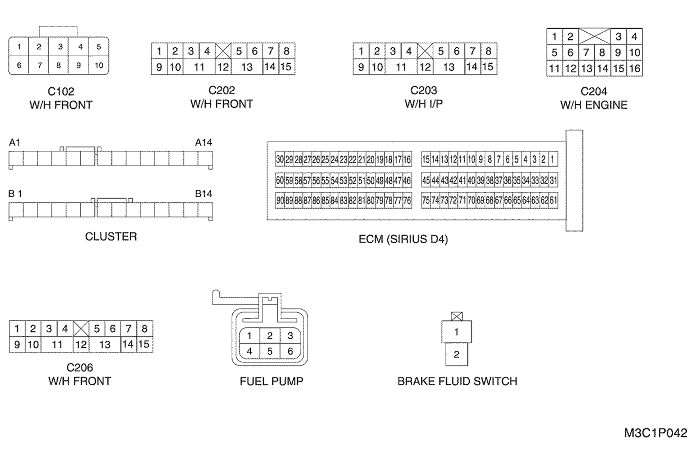 1 2 3 4 5
6 7 8 9 10
C102
W/H FRONT
1 2 3 4 5 6 7 8
9 10 11 12 13 14 15
C202
W/H FRONT
1 2 3 4 5 6 7 8
9 10 11 12 13 14 15
C203
W/H I/P
1 2 3 4
5 6 7 8 9 10
11 12 13 14 15 16
C204
W/H ENGINE
A1 A14
B 1 B14
CLUSTER
30 29 28 27 26 25 24 23 22 21 20 19 18 17 16 15 14 13 12 11 10 9 8 7 6 5 4 3 2 1
60 59 58 57 56 55 54 53 52 51 50 49 48 47 46 45 44 43 42 41 40 39 38 37 36 35 34 33 32 31
90 89 88 87 86 85 84 83 82 81 80 79 78 77 76 75 74 73 72 71 70 69 68 67 66 65 64 63 62 61
ECM (SIRIUS D4)
1 2 3 4 5 6 7 8
9 10 11 12 13 14 15
C206
W/H FRONT
1 2 3
4 5 6
FUEL PUMP
1
2
BRAKE FLUID SWITCH
M3C1P042